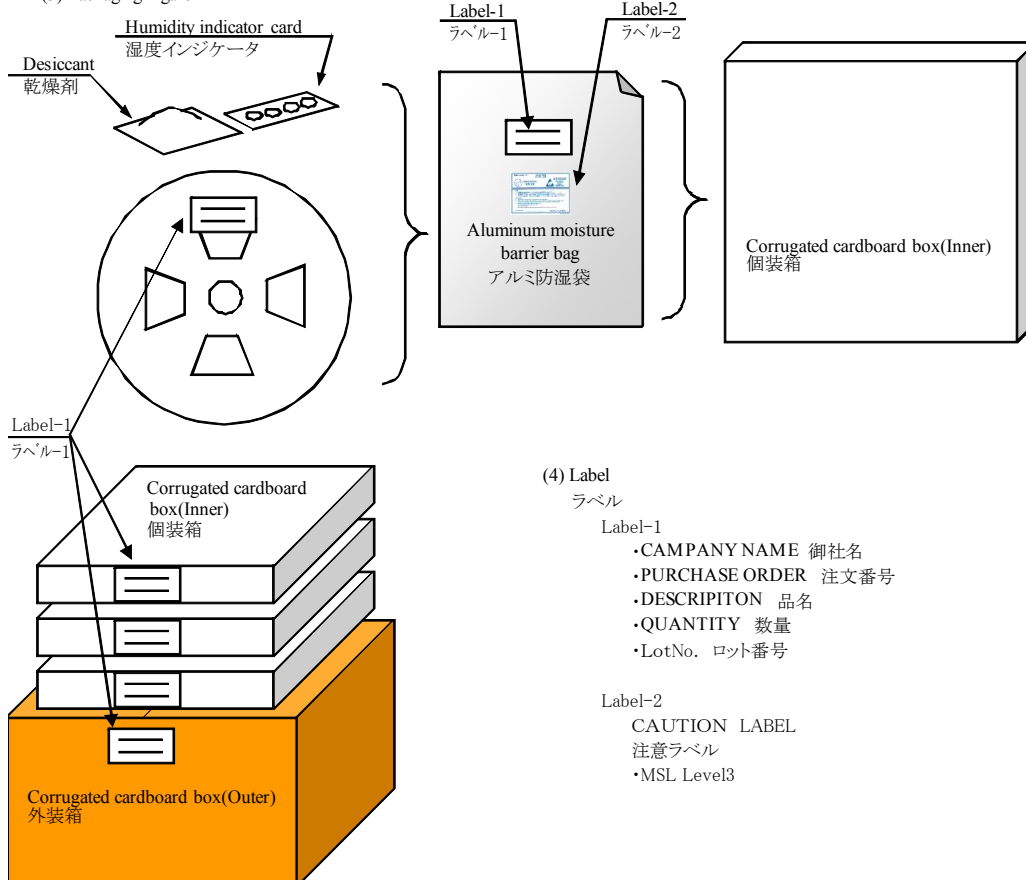 Humidity indicator card
湿度インジケータ
Desiccant
乾燥剤
Label-1
ラベル-1
Label-2
ラベル-2
Aluminum moisture
barrier bag
アルミ防湿袋
Corrugated cardboard box(Inner)
個装箱
Label-1
ラベル-1
Corrugated cardboard
box(Inner)
個装箱
Corrugated cardboard box(Outer)
外装箱
(4) Label
ラベル
Label-1
・CAMPANY NAME 御社名
・PURCHASE ORDER 注文番号
・DESCRIPITON 品名
・QUANTITY 数量
・LotNo. ロット番号
Label-2
CAUTION LABEL
注意ラベル
・MSL Level3